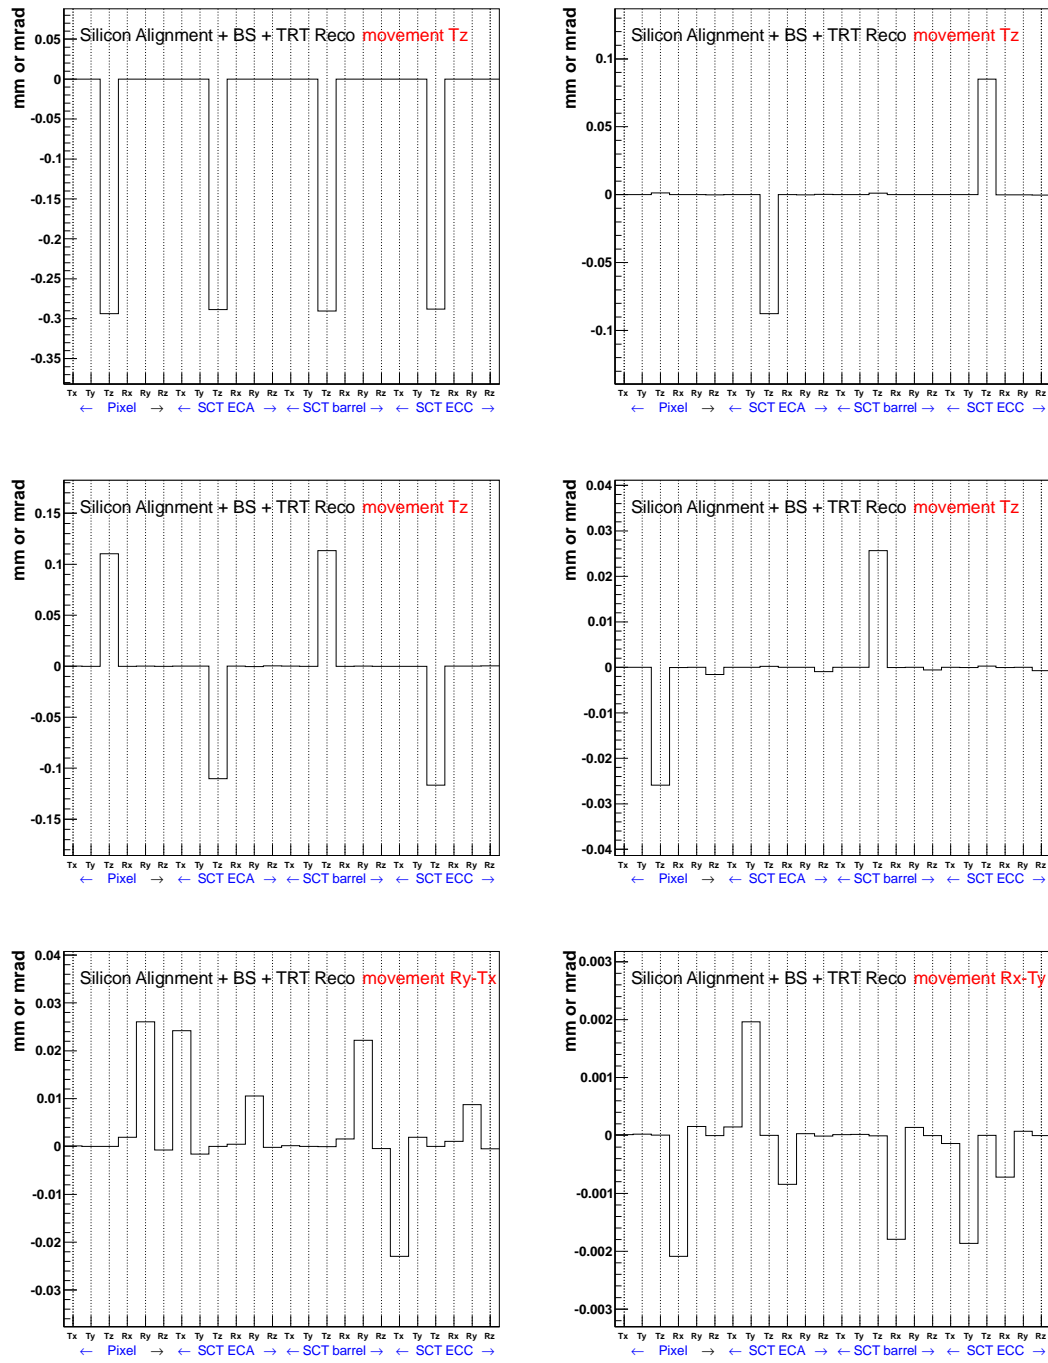 mm or mrad
Silicon Alignment + BS + TRT Reco movement Tz
0.05
0
-0.05
-0.1
-0.15
-0.2
-0.25
-0.3
-0.35
Tx Ty Tz Rx Ry Rz Tx Ty Tz Rx Ry Rz Tx Ty Tz Rx Ry Rz Tx Ty Tz Rx Ry Rz
← Pixel → ← SCT ECA → ← SCT barrel → ← SCT ECC →
mm or mrad
Silicon Alignment + BS + TRT Reco movement Tz
0.1
0.05
0
-0.05
-0.1
Tx Ty Tz Rx Ry Rz Tx Ty Tz Rx Ry Rz Tx Ty Tz Rx Ry Rz Tx Ty Tz Rx Ry Rz
← Pixel → ← SCT ECA → ← SCT barrel → ← SCT ECC →
mm or mrad
Silicon Alignment + BS + TRT Reco movement Tz
0.15
0.1
0.05
0
-0.05
-0.1
-0.15
Tx Ty Tz Rx Ry Rz Tx Ty Tz Rx Ry Rz Tx Ty Tz Rx Ry Rz Tx Ty Tz Rx Ry Rz
← Pixel → ← SCT ECA → ← SCT barrel → ← SCT ECC →
mm or mrad
Silicon Alignment + BS + TRT Reco movement Tz
0.04
0.03
0.02
0.01
0
-0.01
-0.02
-0.03
-0.04
Tx Ty Tz Rx Ry Rz Tx Ty Tz Rx Ry Rz Tx Ty Tz Rx Ry Rz Tx Ty Tz Rx Ry Rz
← Pixel → ← SCT ECA → ← SCT barrel → ← SCT ECC →
mm or mrad
Silicon Alignment + BS + TRT Reco movement Ry-Tx
0.04
0.03
0.02
0.01
0
-0.01
-0.02
-0.03
Tx Ty Tz Rx Ry Rz Tx Ty Tz Rx Ry Rz Tx Ty Tz Rx Ry Rz Tx Ty Tz Rx Ry Rz
← Pixel → ← SCT ECA → ← SCT barrel → ← SCT ECC →
mm or mrad
Silicon Alignment + BS + TRT Reco movement Rx-Ty
0.003
0.002
0.001
0
-0.001
-0.002
-0.003
Tx Ty Tz Rx Ry Rz Tx Ty Tz Rx Ry Rz Tx Ty Tz Rx Ry Rz Tx Ty Tz Rx Ry Rz
← Pixel → ← SCT ECA → ← SCT barrel → ← SCT ECC →